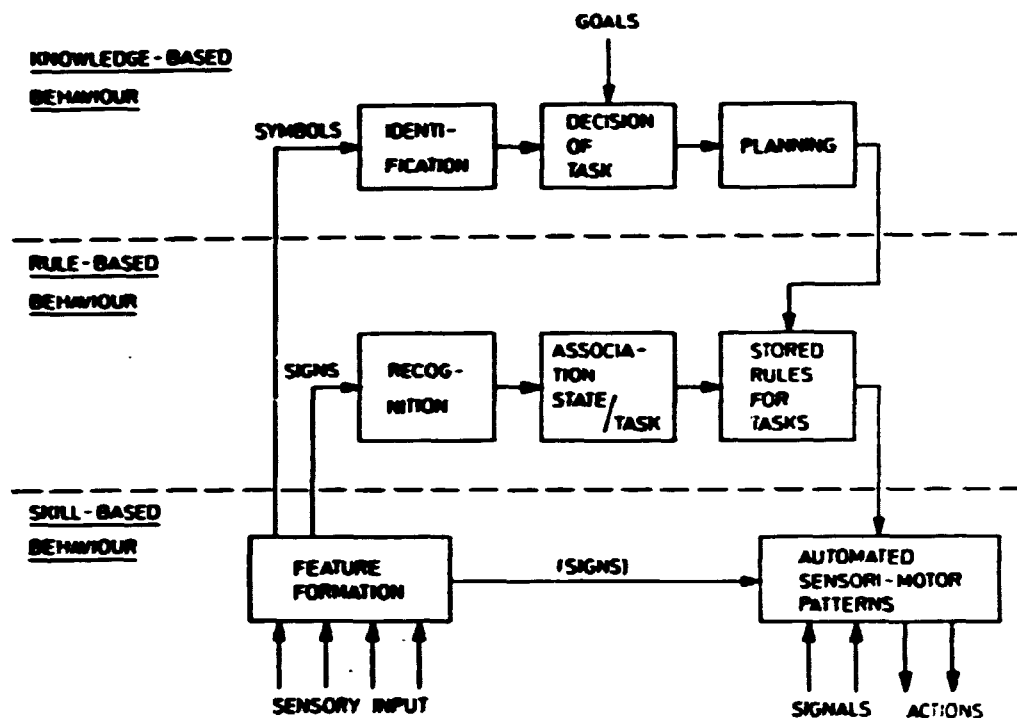 GOALS
KNOWLEDGE-BASED
BEHAVIOUR
SYMBOLS
IDENTI-
FICATION
DECISION
OF
TASK
PLANNING
RULE-BASED
BEHAVIOUR
SIGNS
RECOG-
NITION
ASSOCIA-
TION
STATE
/TASK
STORED
RULES
FOR
TASKS
SKILL-BASED
BEHAVIOUR
FEATURE
FORMATION
(SIGNS)
AUTOMATED
SENSORI-MOTOR
PATTERNS
SENSORY INPUT
SIGNALS
ACTIONS